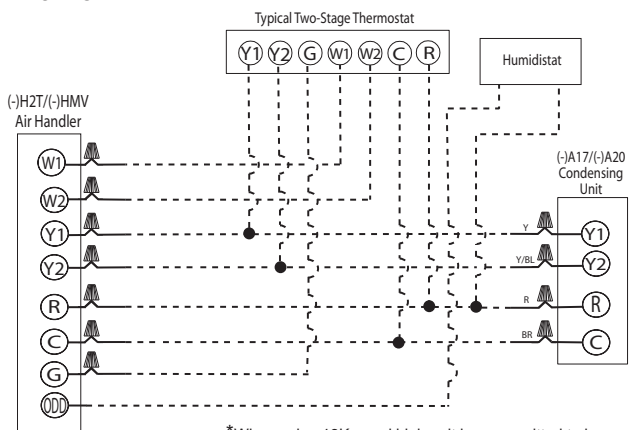 Typical Two-Stage Thermostat
Y1 Y2 G W1 W2 C R
Humidistat
(-)H2T/(-)HMV
Air Handler
W1
W2
Y1
Y2
R
C
G
ODD
(-)A17/(-)A20
Condensing
Unit
Y
Y1
Y/BL
Y2
R
R
BR
C